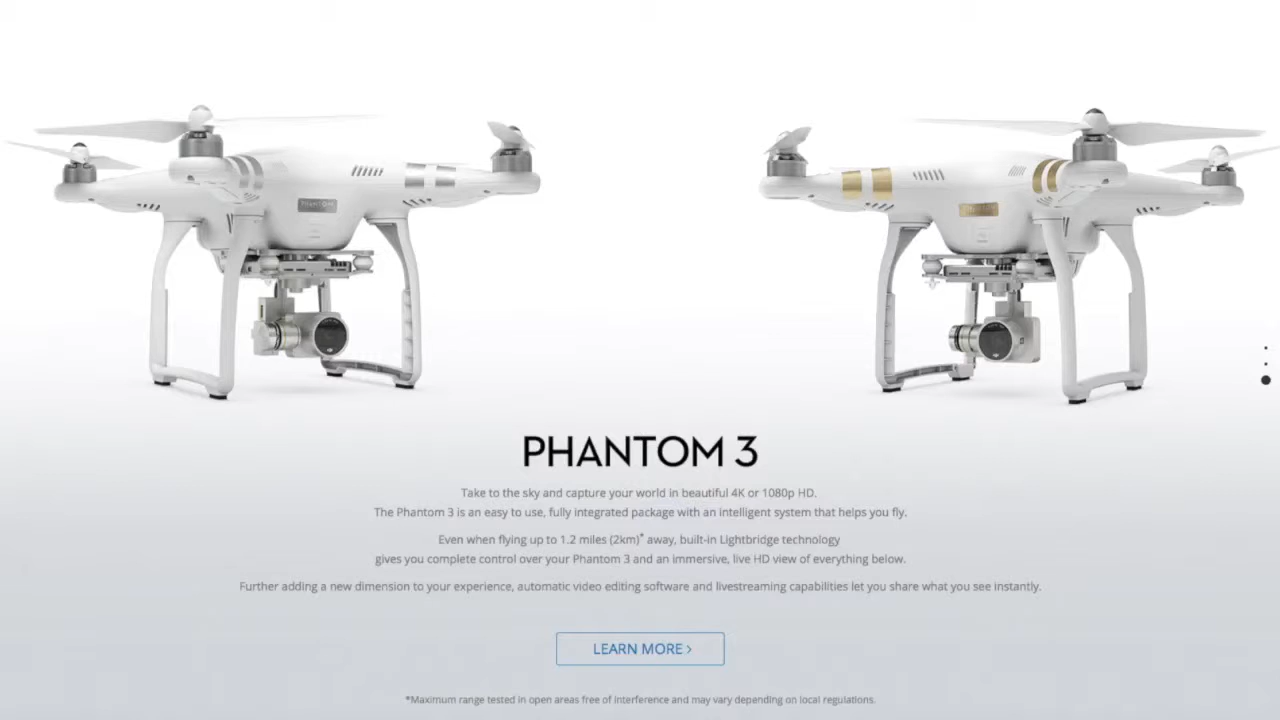 PHANTOM
PHANTOM 3
Take to the sky and capture your world in beautiful 4K or 1080p HD.
The Phantom 3 is an easy to use, fully integrated package with an intelligent system that helps you fly.
Even when flying up to 1.2 miles (2km)* away, built-in Lightbridge technology
gives you complete control over your Phantom 3 and an immersive, live HD view of everything below.
Further adding a new dimension to your experience, automatic video editing software and livestreaming capabilities let you share what you see instantly.
LEARN MORE >
*Maximum range tested in open areas free of interference and may vary depending on local regulations.